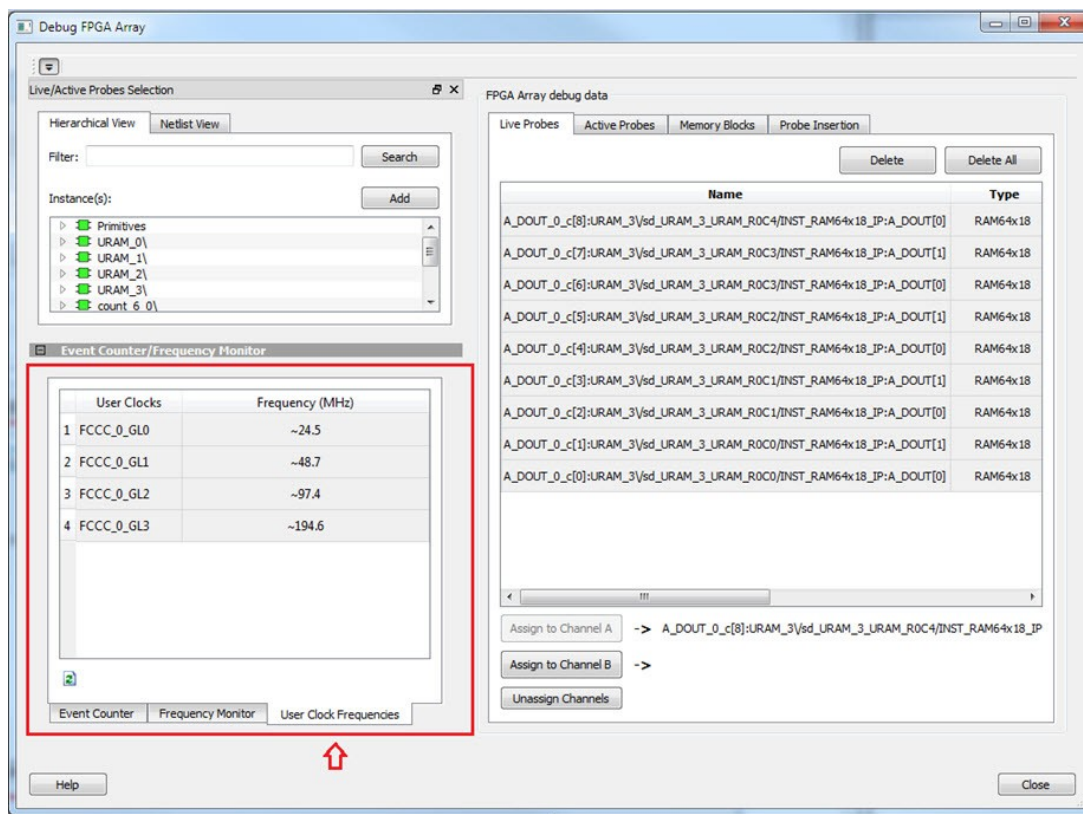 Debug FPGA Array
Live/Active Probes Selection
Hierarchical View Netlist View
Filter: Search
Instance(s): Add
Primitives
URAM_0\
URAM_1\
URAM_2\
URAM_3\
count_6_0\
Event Counter/Frequency Monitor
User Clocks Frequency (MHz)
1 FCCC_0_GL0 ~24.5
2 FCCC_0_GL1 ~48.7
3 FCCC_0_GL2 ~97.4
4 FCCC_0_GL3 ~194.6
Event Counter Frequency Monitor User Clock Frequencies
FPGA Array debug data
Live Probes Active Probes Memory Blocks Probe Insertion
Delete Delete All
Name Type
A_DOUT_0_c[8]:URAM_3\/sd_URAM_3_URAM_R0C4/INST_RAM64x18_IP:A_DOUT[0] RAM64x18
A_DOUT_0_c[7]:URAM_3\/sd_URAM_3_URAM_R0C3/INST_RAM64x18_IP:A_DOUT[1] RAM64x18
A_DOUT_0_c[6]:URAM_3\/sd_URAM_3_URAM_R0C3/INST_RAM64x18_IP:A_DOUT[0] RAM64x18
A_DOUT_0_c[5]:URAM_3\/sd_URAM_3_URAM_R0C2/INST_RAM64x18_IP:A_DOUT[1] RAM64x18
A_DOUT_0_c[4]:URAM_3\/sd_URAM_3_URAM_R0C2/INST_RAM64x18_IP:A_DOUT[0] RAM64x18
A_DOUT_0_c[3]:URAM_3\/sd_URAM_3_URAM_R0C1/INST_RAM64x18_IP:A_DOUT[1] RAM64x18
A_DOUT_0_c[2]:URAM_3\/sd_URAM_3_URAM_R0C1/INST_RAM64x18_IP:A_DOUT[0] RAM64x18
A_DOUT_0_c[1]:URAM_3\/sd_URAM_3_URAM_R0C0/INST_RAM64x18_IP:A_DOUT[1] RAM64x18
A_DOUT_0_c[0]:URAM_3\/sd_URAM_3_URAM_R0C0/INST_RAM64x18_IP:A_DOUT[0] RAM64x18
Assign to Channel A -> A_DOUT_0_c[8]:URAM_3\/sd_URAM_3_URAM_R0C4/INST_RAM64x18_IP
Assign to Channel B ->
Unassign Channels
Help Close